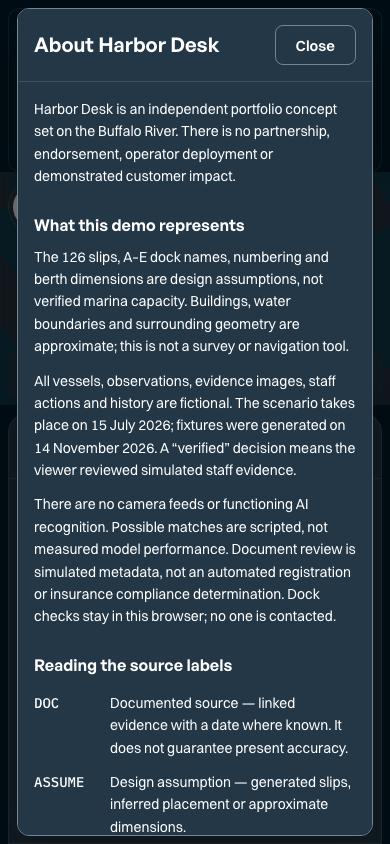 About Harbor Desk
Close
Harbor Desk is an independent portfolio concept
set on the Buffalo River. There is no partnership,
endorsement, operator deployment or
demonstrated customer impact.
What this demo represents
The 126 slips, A–E dock names, numbering and
berth dimensions are design assumptions, not
verified marina capacity. Buildings, water
boundaries and surrounding geometry are
approximate; this is not a survey or navigation tool.
All vessels, observations, evidence images, staff
actions and history are fictional. The scenario takes
place on 15 July 2026; fixtures were generated on
14 November 2026. A “verified” decision means the
viewer reviewed simulated staff evidence.
There are no camera feeds or functioning AI
recognition. Possible matches are scripted, not
measured model performance. Document review is
simulated metadata, not an automated registration
or insurance compliance determination. Dock
checks stay in this browser; no one is contacted.
Reading the source labels
DOC
Documented source — linked
evidence with a date where known. It
does not guarantee present accuracy.
ASSUME
Design assumption — generated slips,
inferred placement or approximate
dimensions.